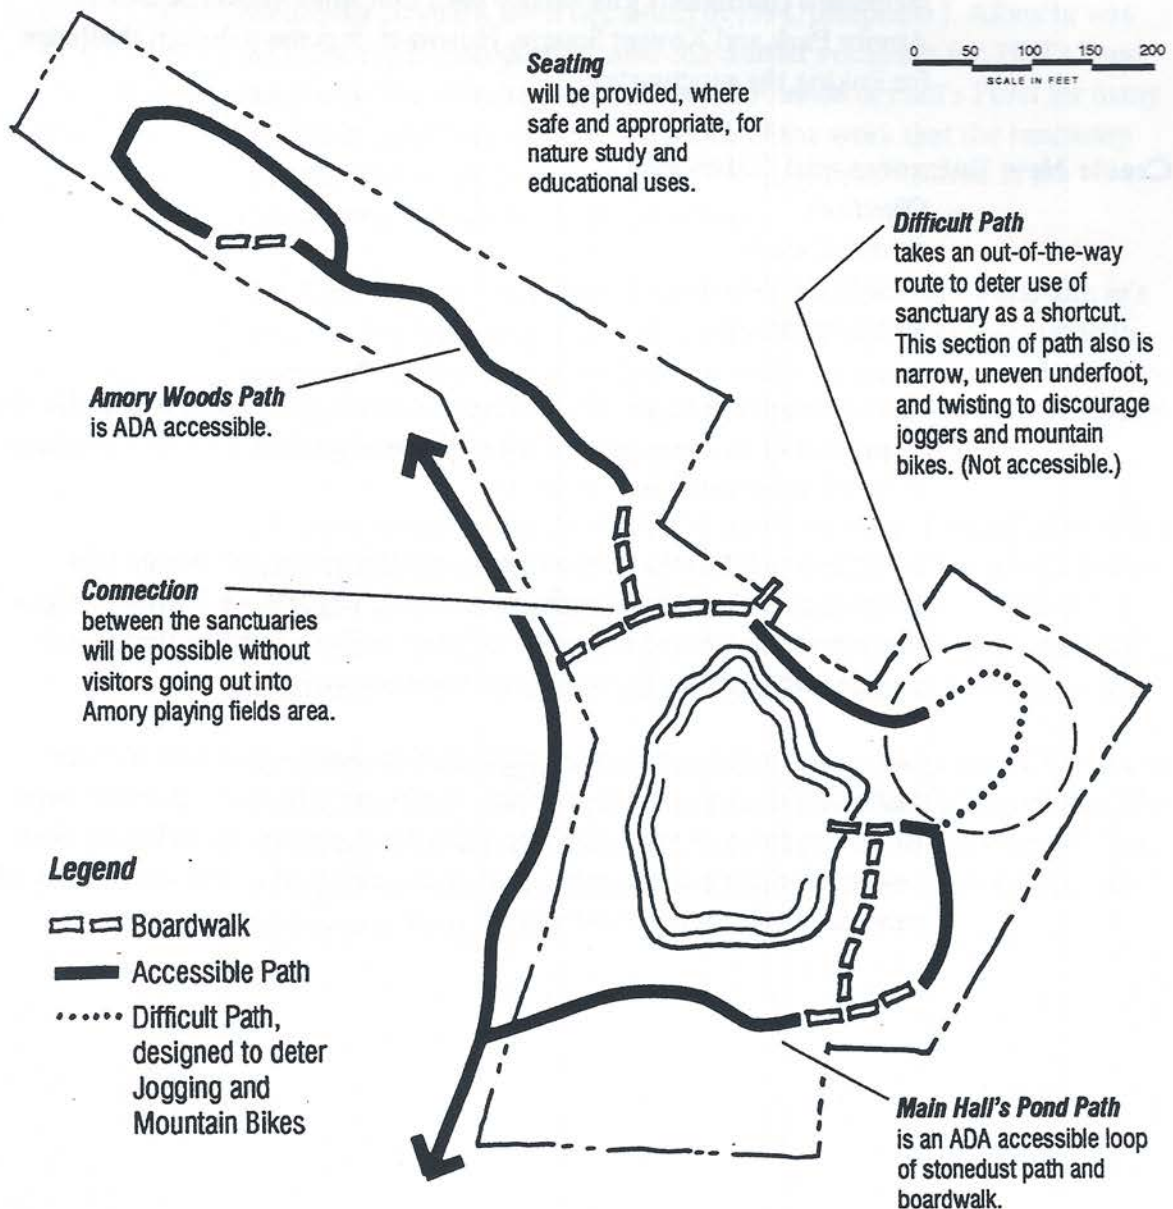 0 50 100 150 200
SCALE IN FEET
Seating
will be provided, where
safe and appropriate, for
nature study and
educational uses.
Difficult Path
takes an out-of-the-way
route to deter use of
sanctuary as a shortcut.
This section of path also is
narrow, uneven underfoot,
and twisting to discourage
joggers and mountain
bikes. (Not accessible.)
Amory Woods Path
is ADA accessible.
Connection
between the sanctuaries
will be possible without
visitors going out into
Amory playing fields area.
Legend
Boardwalk
Accessible Path
Difficult Path,
designed to deter
Jogging and
Mountain Bikes
Main Hall's Pond Path
is an ADA accessible loop
of stonedust path and
boardwalk.